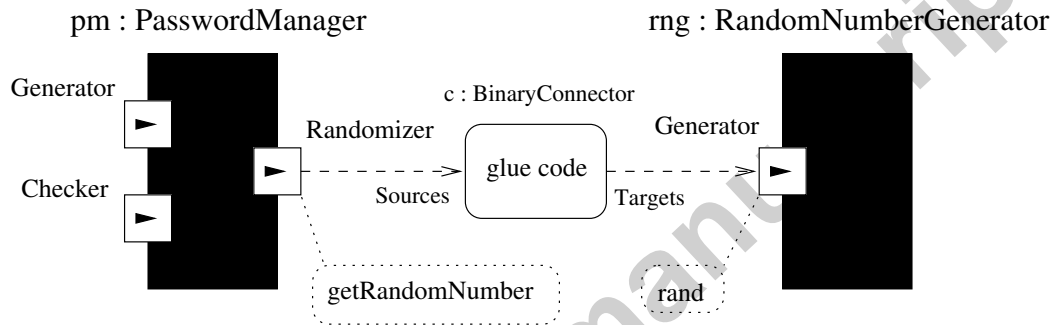 pm : PasswordManager
rng : RandomNumberGenerator
Generator
c : BinaryConnector
Randomizer
Generator
glue code
Checker
Sources
Targets
getRandomNumber
rand